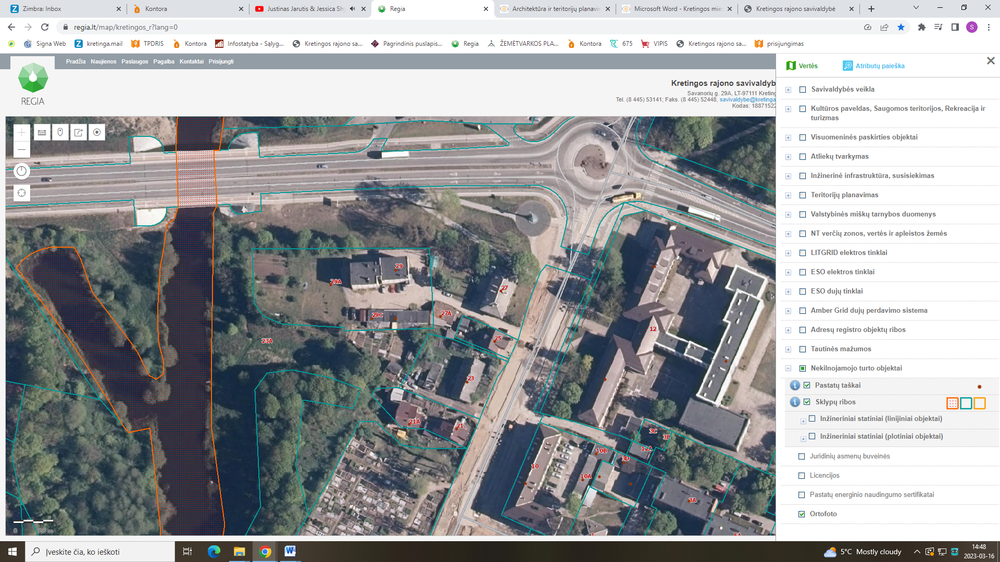 Zimbra: Inbox
Kontora
Justinas Jarutis & Jessica Shy
Regia
Architektūra ir teritorijų planavim
Microsoft Word - Kretingos mies
Kretingos rajono savivaldybė
regia.lt/map/kretingos_r?lang=0
S
Signa Web
kretinga.mail
TPDRIS
Kontora
Infostatyba - Sąlyg...
Kretingos rajono sa...
Pagrindinis puslapis...
Regia
ŽEMĖTVARKOS PLA...
Kontora
675
VIPIS
Kretingos rajono sa...
prisijungimas
Pradžia Naujienos Paslaugos Pagalba Kontaktai Prisijungti
REGIA
Kretingos rajono savivaldyb
Savanorių g. 29A, LT-97111 Kreting
Tel. (8 445) 53141; Faks. (8 445) 52448, savivaldybe@kretinga
Kodas: 18871522
29
29A
27
29C
27A
12
25
23A
23
21A
21
3C
3B
12A
10B
3D
10
10A
3A
3
5A
0 20 m
Vertės
Atributų paieška
Savivaldybės veikla
Kultūros paveldas, Saugomos teritorijos, Rekreacija ir
turizmas
Visuomeninės paskirties objektai
Atliekų tvarkymas
Inžinerinė infrastruktūra, susisiekimas
Teritorijų planavimas
Valstybinės miškų tarnybos duomenys
NT verčių zonos, vertės ir apleistos žemės
LITGRID elektros tinklai
ESO elektros tinklai
ESO dujų tinklai
Amber Grid dujų perdavimo sistema
Adresų registro objektų ribos
Tautinės mažumos
Nekilnojamojo turto objektai
Pastatų taškai
Sklypų ribos
Inžineriniai statiniai (linijiniai objektai)
Inžineriniai statiniai (plotiniai objektai)
Juridinių asmenų buveinės
Licencijos
Pastatų energinio naudingumo sertifikatai
Ortofoto
Įveskite čia, ko ieškoti
5°C Mostly cloudy
14:48
2023-03-16